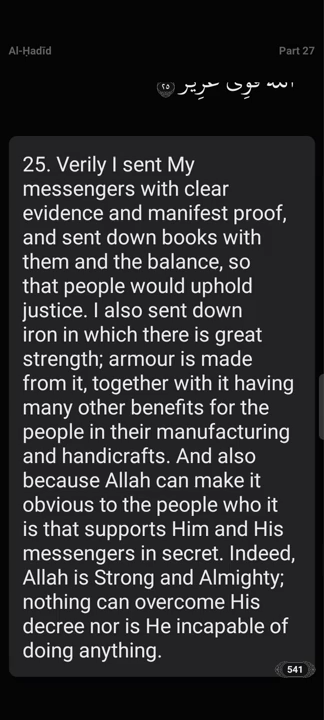 Al-Ḥadīd
Part 27
٢٥
25. Verily I sent My
messengers with clear
evidence and manifest proof,
and sent down books with
them and the balance, so
that people would uphold
justice. I also sent down
iron in which there is great
strength; armour is made
from it, together with it having
many other benefits for the
people in their manufacturing
and handicrafts. And also
because Allah can make it
obvious to the people who it
is that supports Him and His
messengers in secret. Indeed,
Allah is Strong and Almighty;
nothing can overcome His
decree nor is He incapable of
doing anything.
541